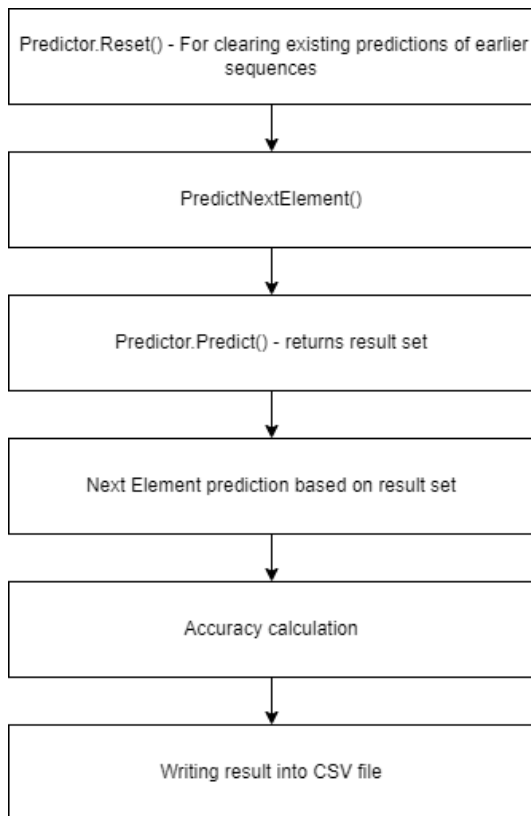 Predictor.Reset() - For clearing existing predictions of earlier
sequences
PredictNextElement()
Predictor.Predict() - returns result set
Next Element prediction based on result set
Accuracy calculation
Writing result into CSV file